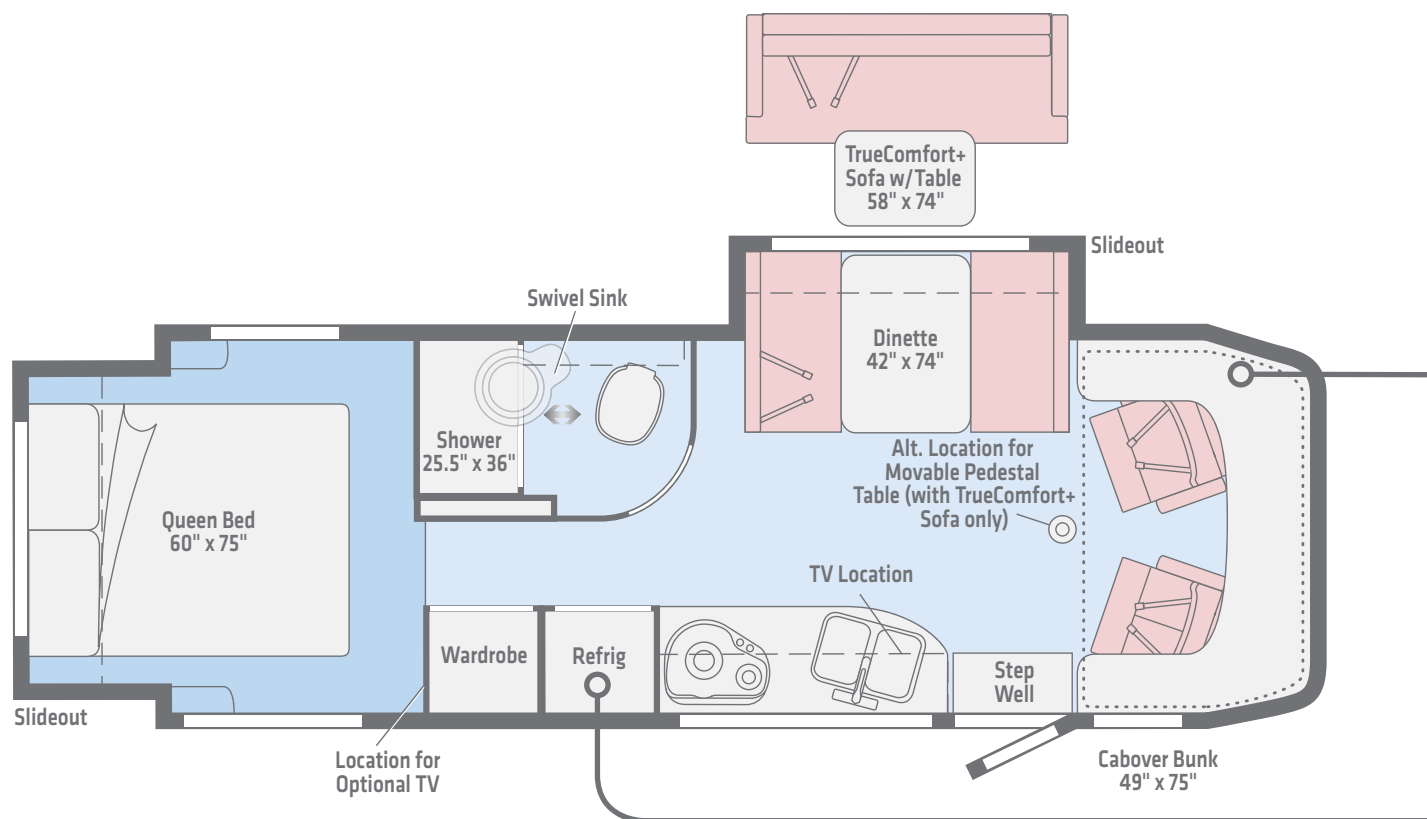 TrueComfort+
Sofa w/Table
58" x 74"
Slideout
Swivel Sink
Dinette
42" x 74"
Shower
25.5" x 36"
Alt. Location for
Movable Pedestal
Table (with TrueComfort+
Sofa only)
Queen Bed
60" x 75"
TV Location
Wardrobe
Refrig
Step
Well
Slideout
Location for
Optional TV
Cabover Bunk
49" x 75"